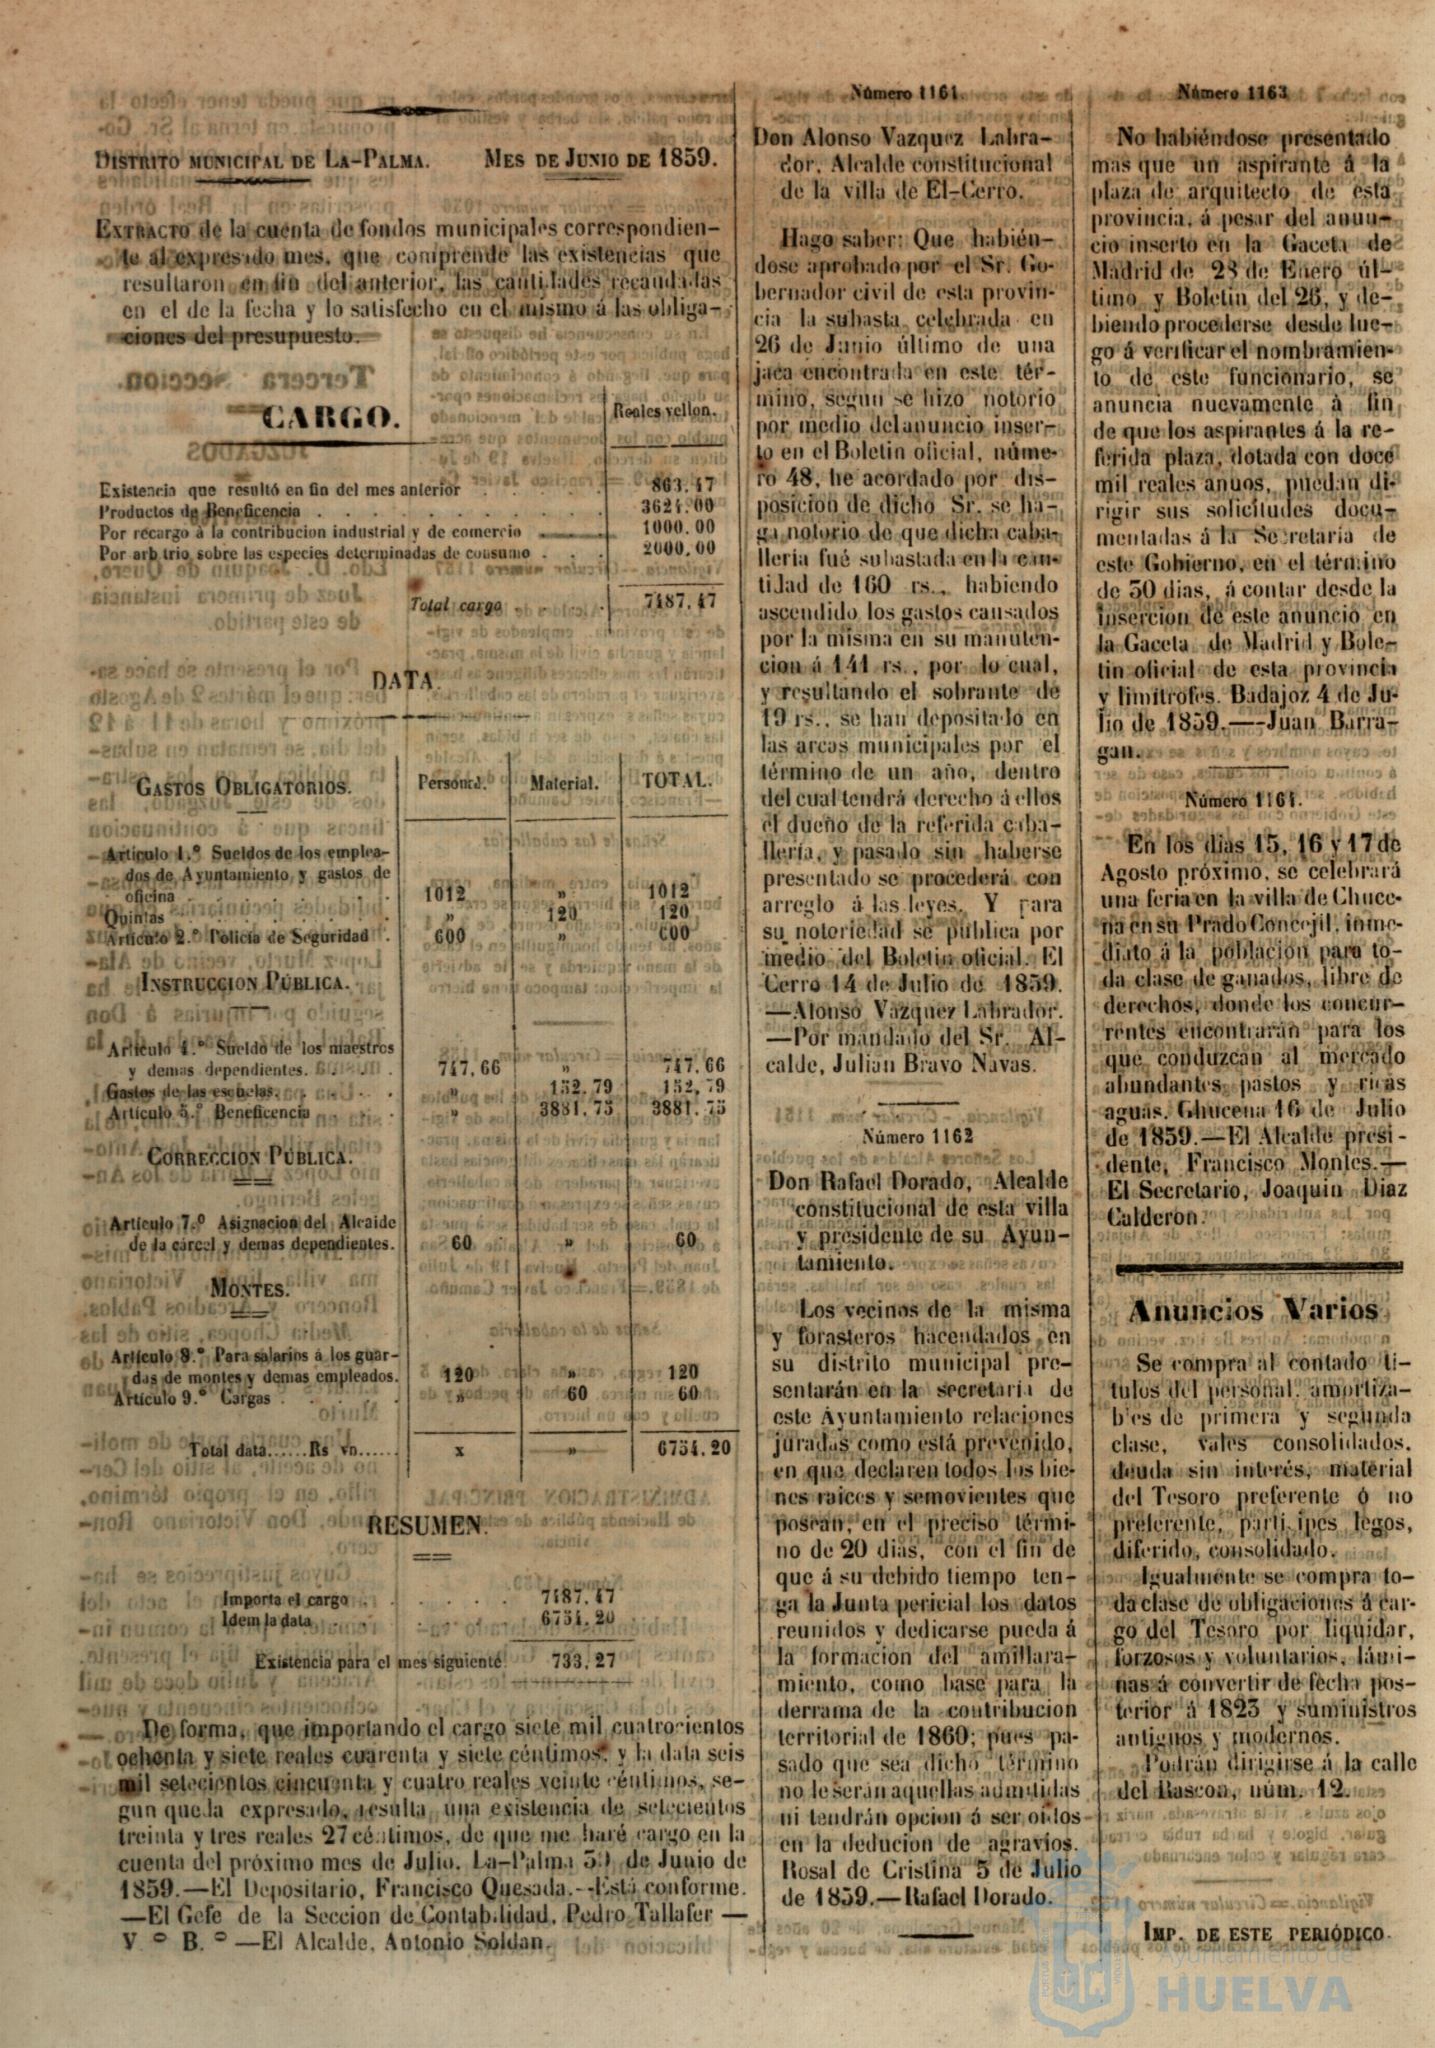 DISTRITO MUNICIPAL DE LA-PALMA. MES DE JUNIO DE 1859.
EXTRACTO de la cuenta de fondos municipales correspondien-
te al expresado mes, que comprende las existencias que
resultaron en fin del anterior, las cantidades recaudadas
en el de la fecha y lo satisfecho en el mismo á las obliga-
ciones del presupuesto.
CARGO.
Reales vellon.
Existencia que resultó en fin del mes anterior . . . . . 863.47
Productos de Beneficencia . . . . . . . . . 3624.00
Por recargo á la contribucion industrial y de comercio . . . 1000.00
Por arbitrio sobre las especies determinadas de consumo . . . 2000.00
Total cargo . . . . 7487.47
DATA.
GASTOS OBLIGATORIOS. Personal. Material. TOTAL.
Artículo 1.º Sueldos de los emplea-
dos de Ayuntamiento y gastos de
oficina . . . . . . . 1012 » 1012
Quintas . . . . . . . » 120 120
Artículo 2.º Policía de Seguridad . 600 » 600
INSTRUCCION PÚBLICA.
Artículo 4.º Sueldo de los maestros
y demas dependientes. . . . . 747.66 » 747.66
Gastos de las escuelas. . . . . . » 152.79 152.79
Artículo 5.º Beneficencia . . . . » 3881.75 3881.75
CORRECCION PÚBLICA.
Artículo 7.º Asignacion del Alcaide
de la cárcel y demas dependientes. 60 » 60
MONTES.
Artículo 8.º Para salarios á los guar-
das de montes y demas empleados. 120 » 120
Artículo 9.º Cargas . . . . . » 60 60
Total data......Rs vn...... x » 6754.20
RESUMEN.
Importa el cargo . . . . . . 7487.47
Idem la data . . . . . . 6754.20
Existencia para el mes siguiente. 733.27
De forma, que importando el cargo siete mil cuatrocientos
ochenta y siete reales cuarenta y siete céntimos, y la data seis
mil setecientos cincuenta y cuatro reales veinte céntimos, se-
gun queda expresado, resulta una existencia de setecientos
treinta y tres reales 27 céntimos, de que me haré cargo en la
cuenta del próximo mes de Julio. La-Palma 30 de Junio de
1859.—El Depositario, Francisco Quesada.--Está conforme.
—El Gefe de la Seccion de Contabilidad, Pedro Tallafer —
V º B. º —El Alcalde, Antonio Soldan.
Número 1161.
Don Alonso Vazquez Labra-
dor, Alcalde constitucional
de la villa de El-Cerro.
Hago saber: Que habién-
dose aprobado por el Sr. Go-
bernador civil de esta provin-
cia la subasta celebrada en
26 de Junio último de una
jaca encontrada en este tér-
mino, segun se hizo notorio
por medio del anuncio inser-
to en el Boletin oficial, núme-
ro 48, he acordado por dis-
posicion de dicho Sr. se ha-
ga notorio de que dicha caba-
llería fué subastada en la can-
tidad de 160 rs., habiendo
ascendido los gastos causados
por la misma en su manuten-
cion á 141 rs., por lo cual,
y resultando el sobrante de
19 rs., se han depositado en
las arcas municipales por el
término de un año, dentro
del cual tendrá derecho á ellos
el dueño de la referida caba-
llería, y pasado sin haberse
presentado se procederá con
arreglo á las leyes. Y para
su notoriedad se publica por
medio del Boletin oficial. El
Cerro 14 de Julio de 1859.
—Alonso Vazquez Labrador.
—Por mandado del Sr. Al-
calde, Julian Bravo Navas.
Número 1162
Don Rafael Dorado, Alcalde
constitucional de esta villa
y presidente de su Ayun-
tamiento.
Los vecinos de la misma
y forasteros hacendados en
su distrito municipal pre-
sentarán en la secretaría de
este Ayuntamiento relaciones
juradas como está prevenido,
en que declaren todos los bie-
nes raices y semovientes que
posean, en el preciso térmi-
no de 20 dias, con el fin de
que á su debido tiempo ten-
ga la Junta pericial los datos
reunidos y dedicarse pueda á
la formacion del amillara-
miento, como base para la
derrama de la contribucion
territorial de 1860; pues pa-
sado que sea dicho término
no le serán aquellas admitidas
ni tendrán opcion á ser oidos
en la deducion de agravios.
Rosal de Cristina 5 de Julio
de 1859.—Rafael Dorado.
Número 1163
No habiéndose presentado
mas que un aspirante á la
plaza de arquitecto de esta
provincia, á pesar del anun-
cio inserto en la Gaceta de
Madrid de 23 de Enero úl-
timo y Boletin del 26, y de-
biendo procederse desde lue-
go á verificar el nombramien-
to de este funcionario, se
anuncia nuevamente á fin
de que los aspirantes á la re-
ferida plaza, dotada con doce
mil reales anuos, puedan di-
rigir sus solicitudes docu-
mentadas á la Secretaría de
este Gobierno, en el término
de 30 dias, á contar desde la
insercion de este anuncio en
la Gaceta de Madrid y Bole-
tin oficial de esta provincia
y limítrofes. Badajoz 4 de Ju-
lio de 1859.—Juan Barra-
gan.
Número 1164.
En los dias 15, 16 y 17 de
Agosto próximo, se celebrará
una feria en la villa de Chuce-
na en su Prado Concejil, inme-
diato á la poblacion para to-
da clase de ganados, libre de
derechos, donde los concur-
rentes encontrarán para los
que conduzcan al mercado
abundantes pastos y ricas
aguas. Chucena 16 de Julio
de 1859.—El Alcalde presi-
dente, Francisco Montes.—
El Secretario, Joaquin Diaz
Calderon.
Anuncios Varios
Se compra al contado tí-
tulos del personal, amortiza-
bles de primera y segunda
clase, vales consolidados,
deuda sin interés, material
del Tesoro preferente ó no
preferente, partícipes legos,
diferido, consolidado.
Igualmente se compra to-
da clase de obligaciones á car-
go del Tesoro por liquidar,
forzosos y voluntarios, lámi-
nas á convertir de fecha pos-
terior á 1823 y suministros
antiguos y modernos.
Podrán dirigirse á la calle
del Rascon, núm. 12.
IMP. DE ESTE PERIÓDICO
Ayuntamiento de
HUELVA